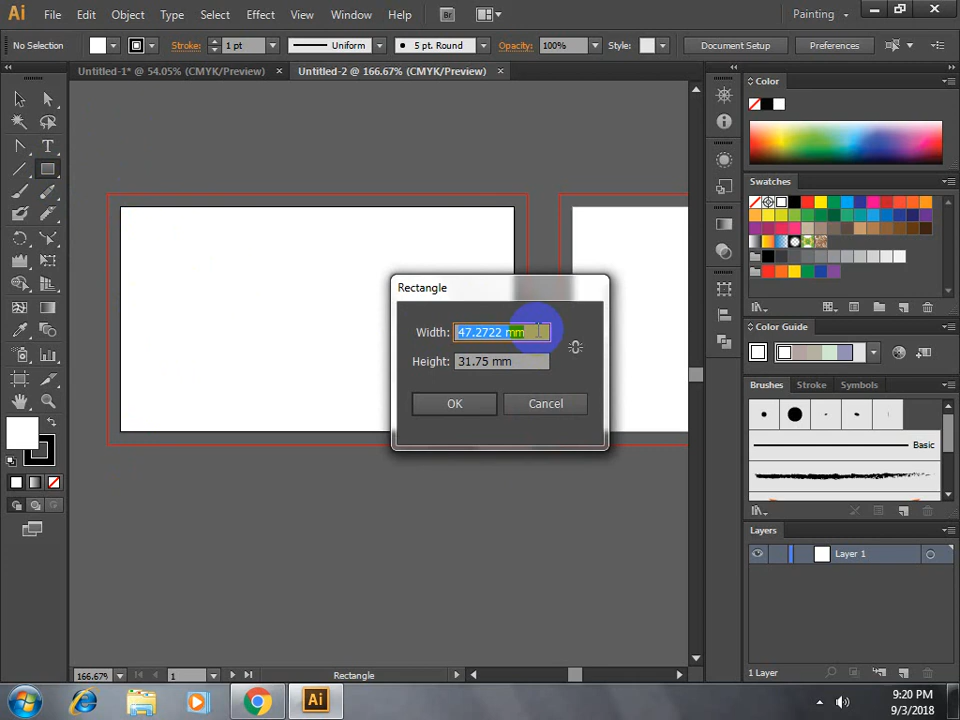 Ai File Edit Object Type Select Effect View Window Help Br Painting
No Selection Stroke: 1 pt Uniform 5 pt. Round Opacity: 100% Style: Document Setup Preferences
Untitled-1* @ 54.05% (CMYK/Preview) × Untitled-2 @ 166.67% (CMYK/Preview) ×
Color
Swatches
Rectangle
Width: 47.2722 mm
Height: 31.75 mm
OK Cancel
Color Guide
Brushes Stroke Symbols
Basic
Layers
Layer 1
166.67% 1 Rectangle 1 Layer
Ai 9:20 PM
9/3/2018